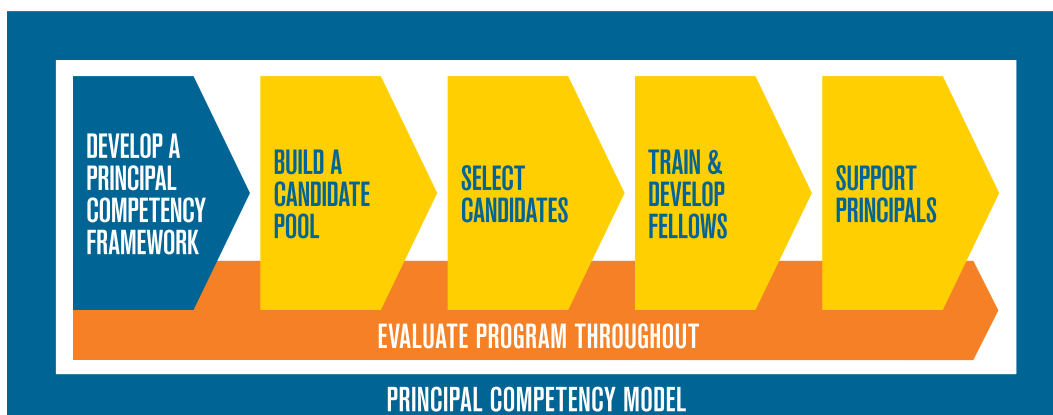 DEVELOP A
PRINCIPAL
COMPETENCY
FRAMEWORK
BUILD A
CANDIDATE
POOL
SELECT
CANDIDATES
TRAIN &
DEVELOP
FELLOWS
SUPPORT
PRINCIPALS
EVALUATE PROGRAM THROUGHOUT
PRINCIPAL COMPETENCY MODEL